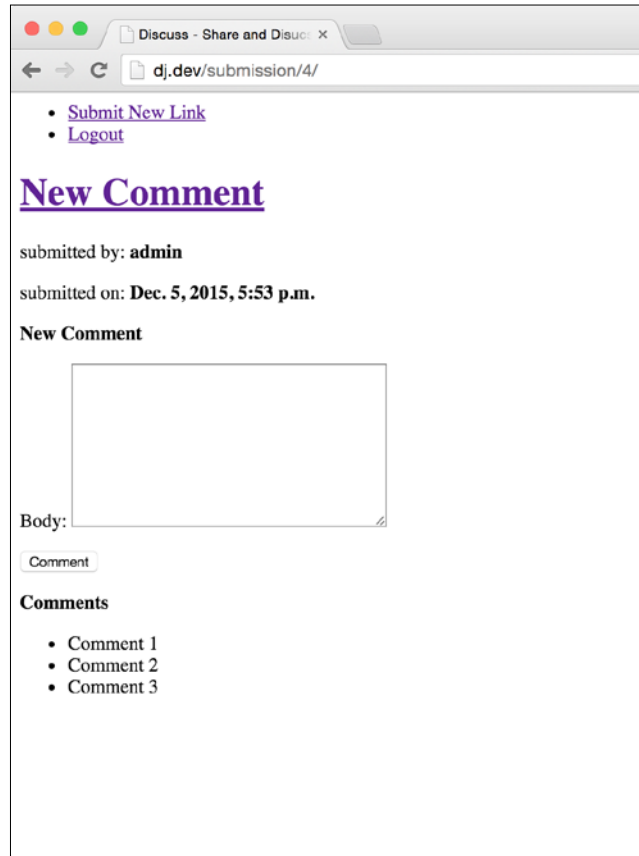 Discuss - Share and Disuc
dj.dev/submission/4/
Submit New Link
Logout
New Comment
submitted by: admin
submitted on: Dec. 5, 2015, 5:53 p.m.
New Comment
Body:
Comment
Comments
Comment 1
Comment 2
Comment 3